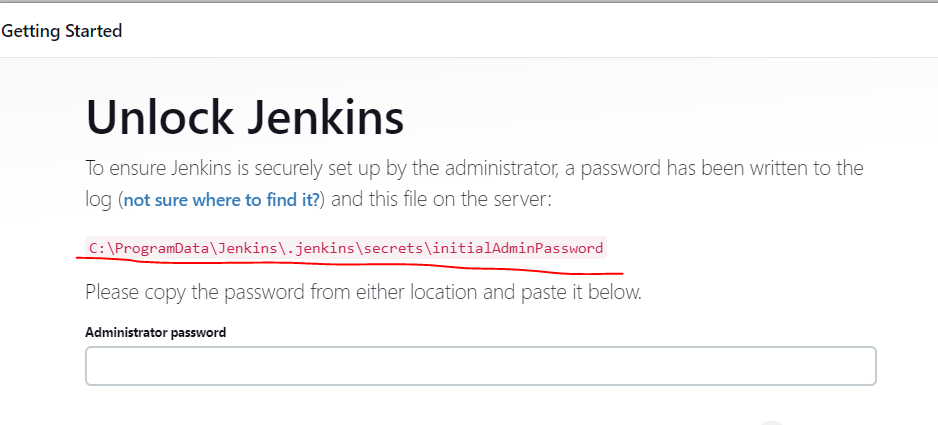 Getting Started
Unlock Jenkins
To ensure Jenkins is securely set up by the administrator, a password has been written to the
log (not sure where to find it?) and this file on the server:
C:\ProgramData\Jenkins\.jenkins\secrets\initialAdminPassword
Please copy the password from either location and paste it below.
Administrator password